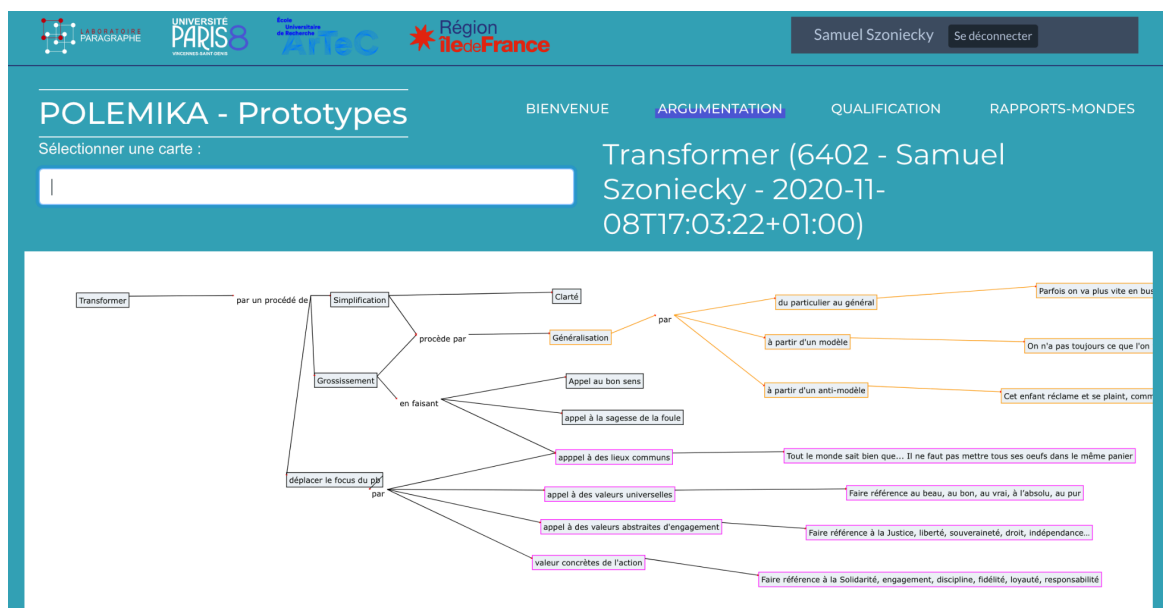 LABORATOIRE
PARAGRAPHE
UNIVERSITÉ
PARIS8
VINCENNES-SAINT-DENIS
École
Universitaire
de Recherche
ArTeC
Région
îledeFrance
Samuel Szoniecky
Se déconnecter
POLEMIKA - Prototypes
BIENVENUE
ARGUMENTATION
QUALIFICATION
RAPPORTS-MONDES
Sélectionner une carte :
Transformer (6402 - Samuel
Szoniecky - 2020-11-
08T17:03:22+01:00)
Transformer
par un procédé de
Simplification
Clarté
procède par
Généralisation
par
du particulier au général
Parfois on va plus vite en bus
à partir d'un modèle
On n'a pas toujours ce que l'on
à partir d'un anti-modèle
Cet enfant réclame et se plaint, comm
Grossissement
en faisant
Appel au bon sens
appel à la sagesse de la foule
apppel à des lieux communs
Tout le monde sait bien que... Il ne faut pas mettre tous ses oeufs dans le même panier
déplacer le focus du pb
par
appel à des valeurs universelles
Faire référence au beau, au bon, au vrai, à l'absolu, au pur
appel à des valeurs abstraites d'engagement
Faire référence à la Justice, liberté, souveraineté, droit, indépendance...
valeur concrètes de l'action
Faire référence à la Solidarité, engagement, discipline, fidélité, loyauté, responsabilité